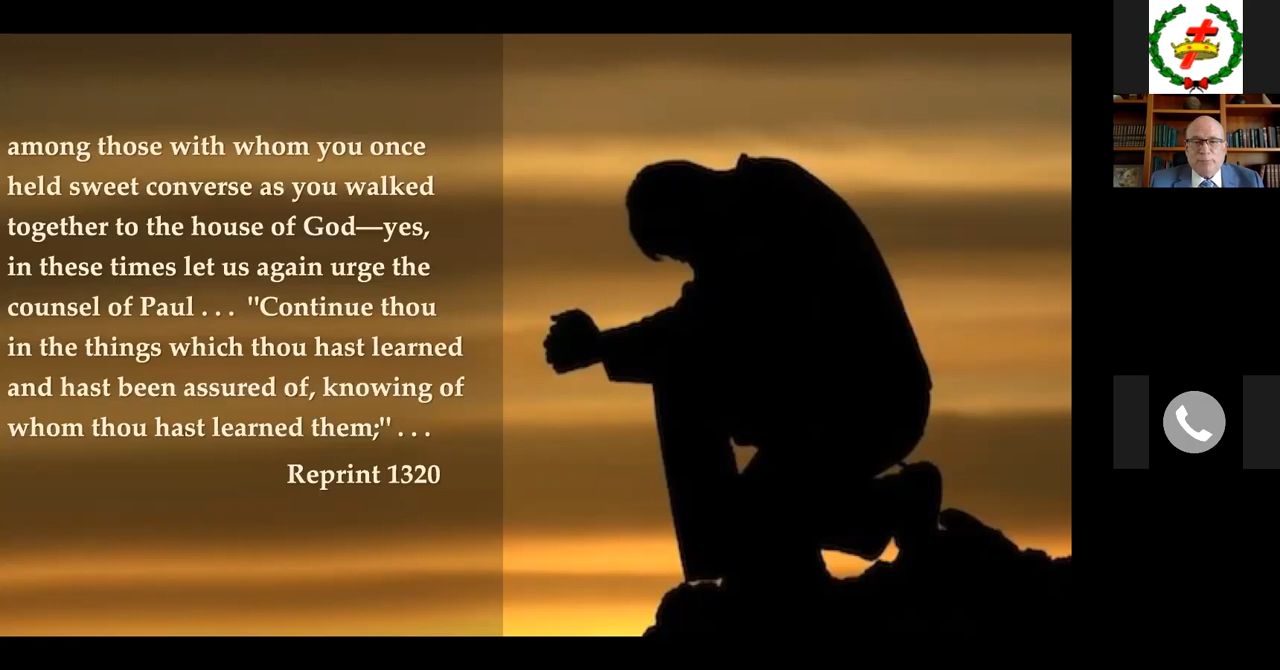 among those with whom you once
held sweet converse as you walked
together to the house of God—yes,
in these times let us again urge the
counsel of Paul . . . "Continue thou
in the things which thou hast learned
and hast been assured of, knowing of
whom thou hast learned them;" . . .
Reprint 1320